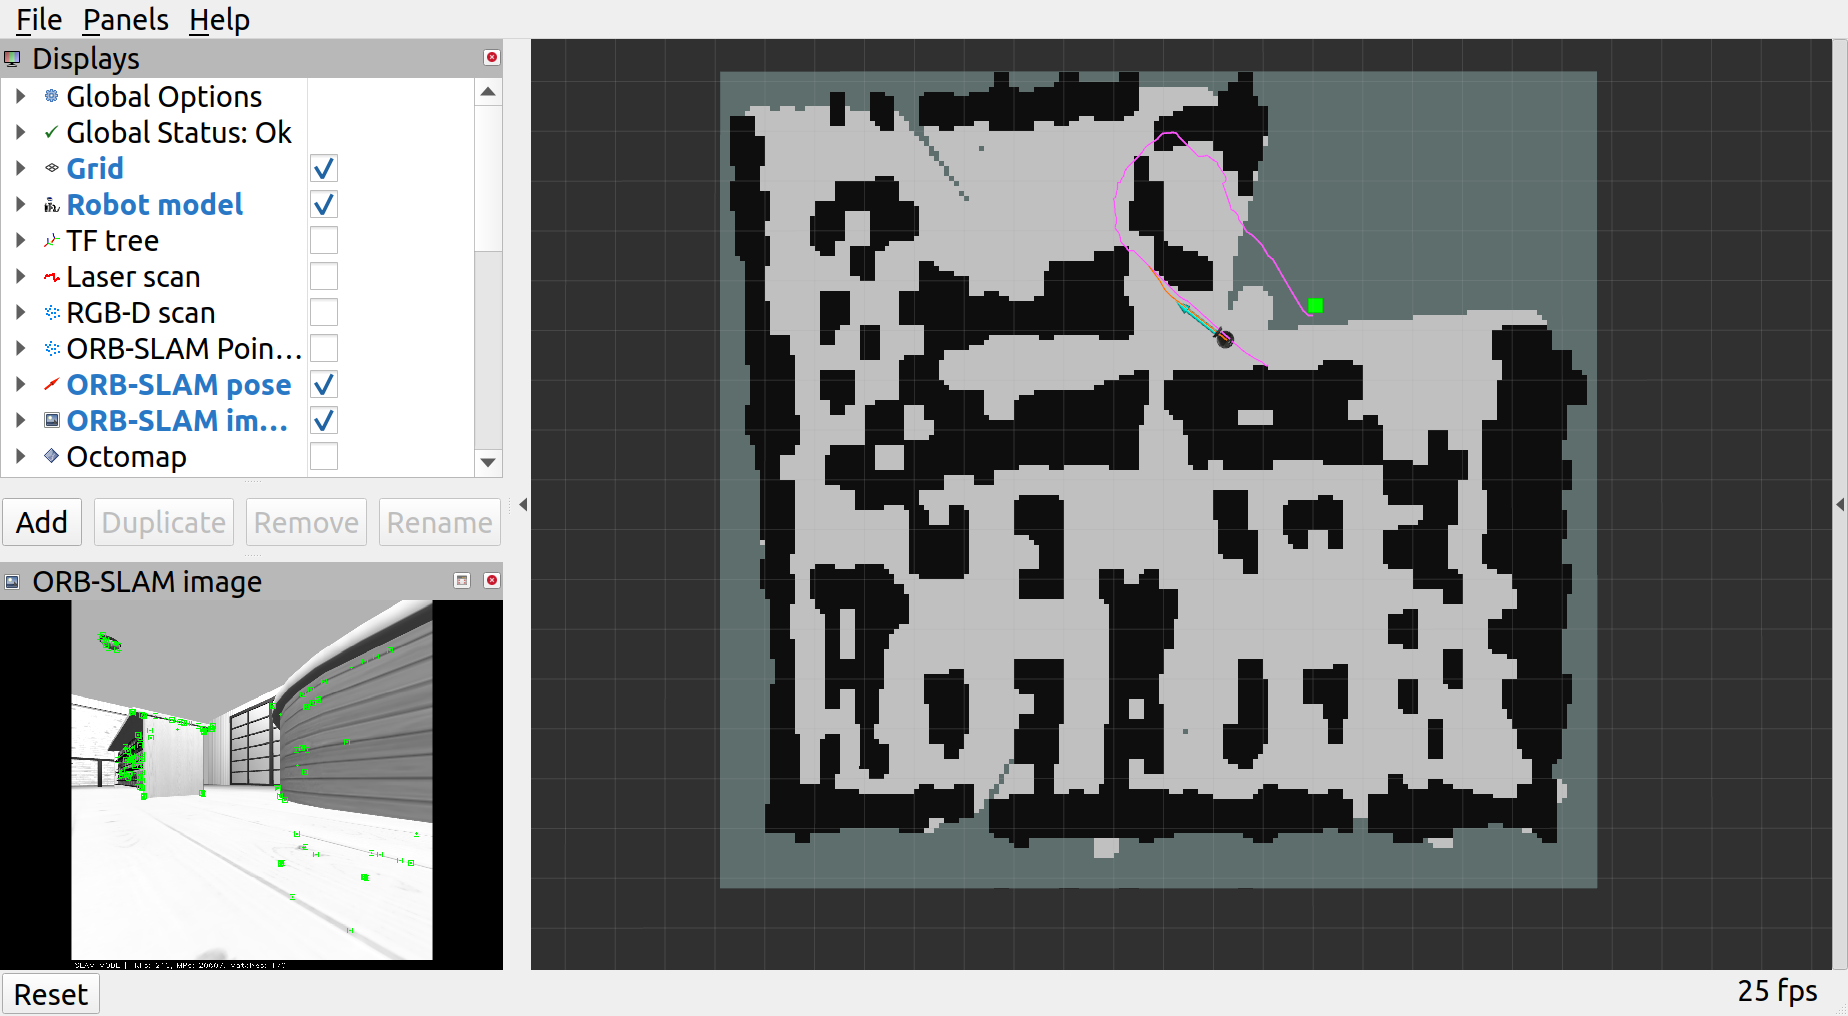 File Panels Help
Displays
Global Options
Global Status: Ok
Grid
Robot model
TF tree
Laser scan
RGB-D scan
ORB-SLAM Poin...
ORB-SLAM pose
ORB-SLAM im...
Octomap
Add Duplicate Remove Rename
ORB-SLAM image
SLAM MODE |
Reset
25 fps